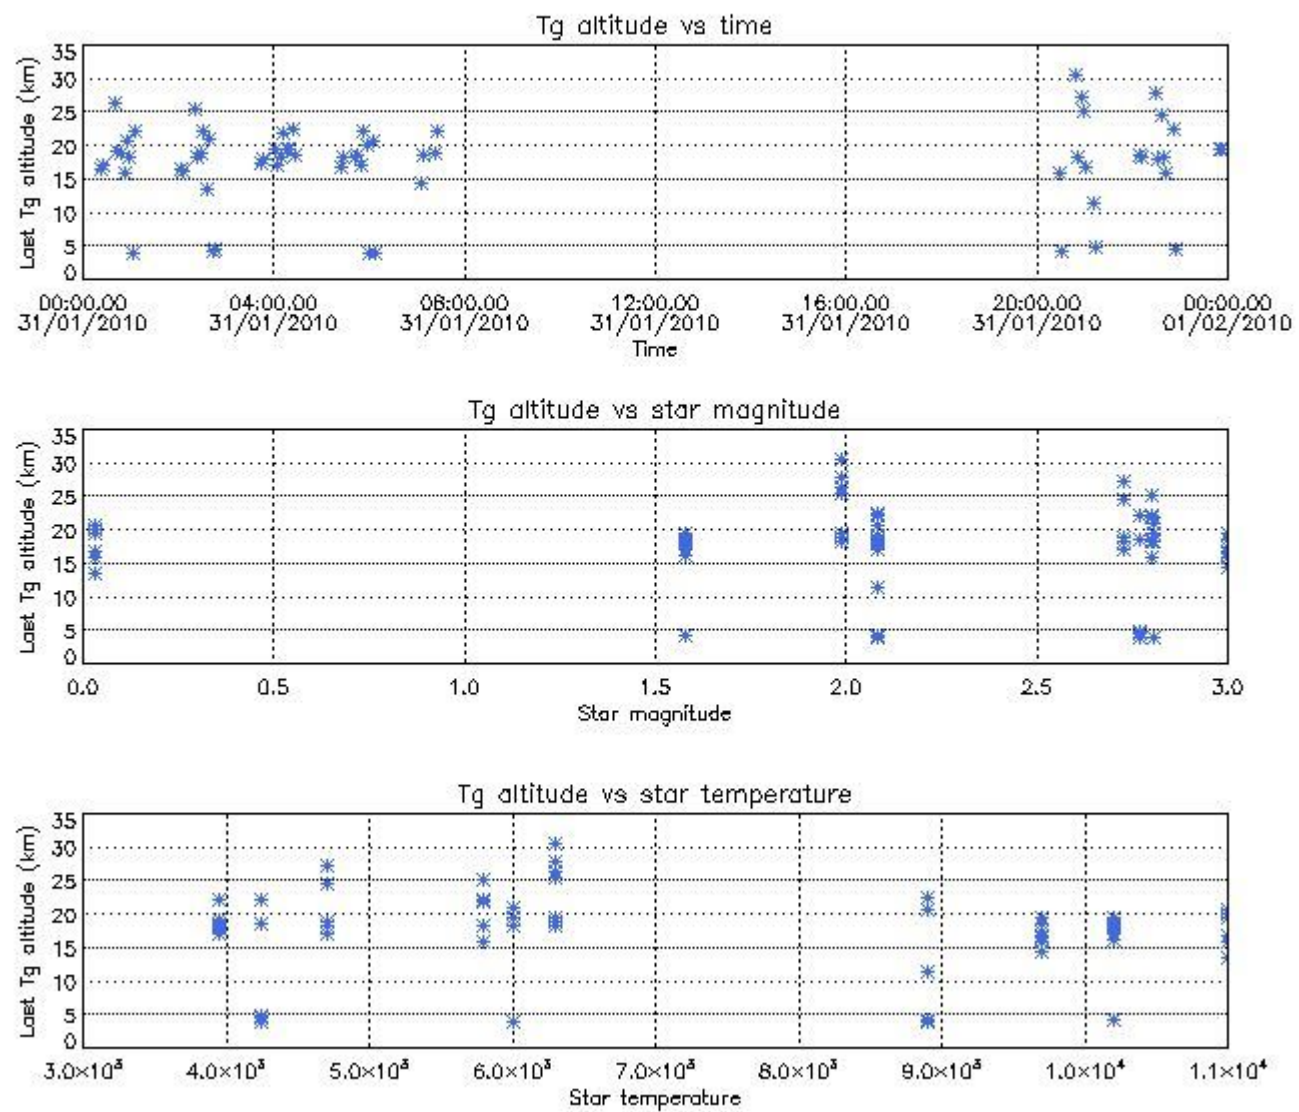 Tg altitude vs time
Last Tg altitude (km)
35
30
25
20
15
10
5
0
00:00.00 04:00.00 08:00.00 12:00.00 16:00.00 20:00.00 00:00.00
31/01/2010 31/01/2010 31/01/2010 31/01/2010 31/01/2010 31/01/2010 01/02/2010
Time
Tg altitude vs star magnitude
Last Tg altitude (km)
35
30
25
20
15
10
5
0
0.0 0.5 1.0 1.5 2.0 2.5 3.0
Star magnitude
Tg altitude vs star temperature
Last Tg altitude (km)
35
30
25
20
15
10
5
0
3.0×10³ 4.0×10³ 5.0×10³ 6.0×10³ 7.0×10³ 8.0×10³ 9.0×10³ 1.0×10⁴ 1.1×10⁴
Star temperature